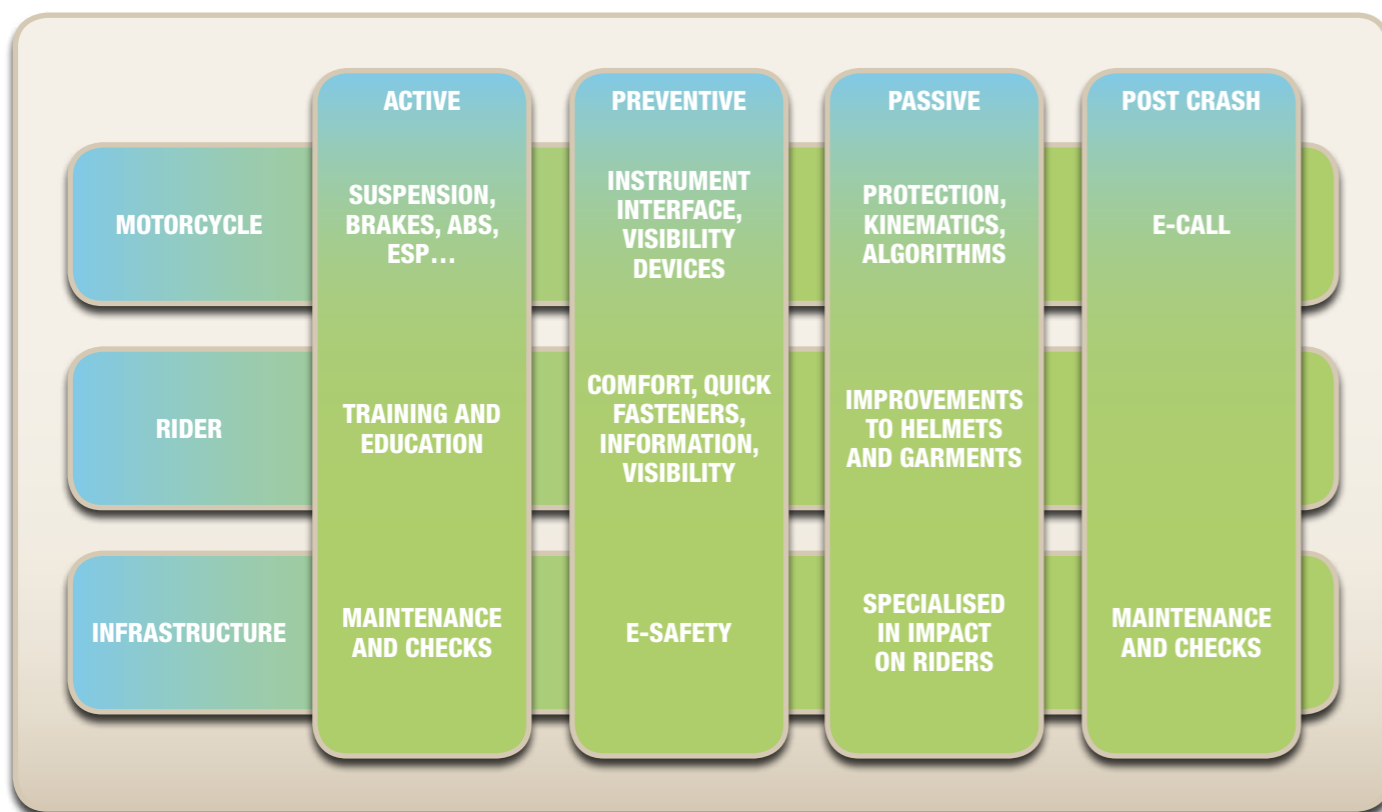 ACTIVE
PREVENTIVE
PASSIVE
POST CRASH
MOTORCYCLE
SUSPENSION,
BRAKES, ABS,
ESP...
INSTRUMENT
INTERFACE,
VISIBILITY
DEVICES
PROTECTION,
KINEMATICS,
ALGORITHMS
E-CALL
RIDER
TRAINING AND
EDUCATION
COMFORT, QUICK
FASTENERS,
INFORMATION,
VISIBILITY
IMPROVEMENTS
TO HELMETS
AND GARMENTS
INFRASTRUCTURE
MAINTENANCE
AND CHECKS
E-SAFETY
SPECIALISED
IN IMPACT
ON RIDERS
MAINTENANCE
AND CHECKS